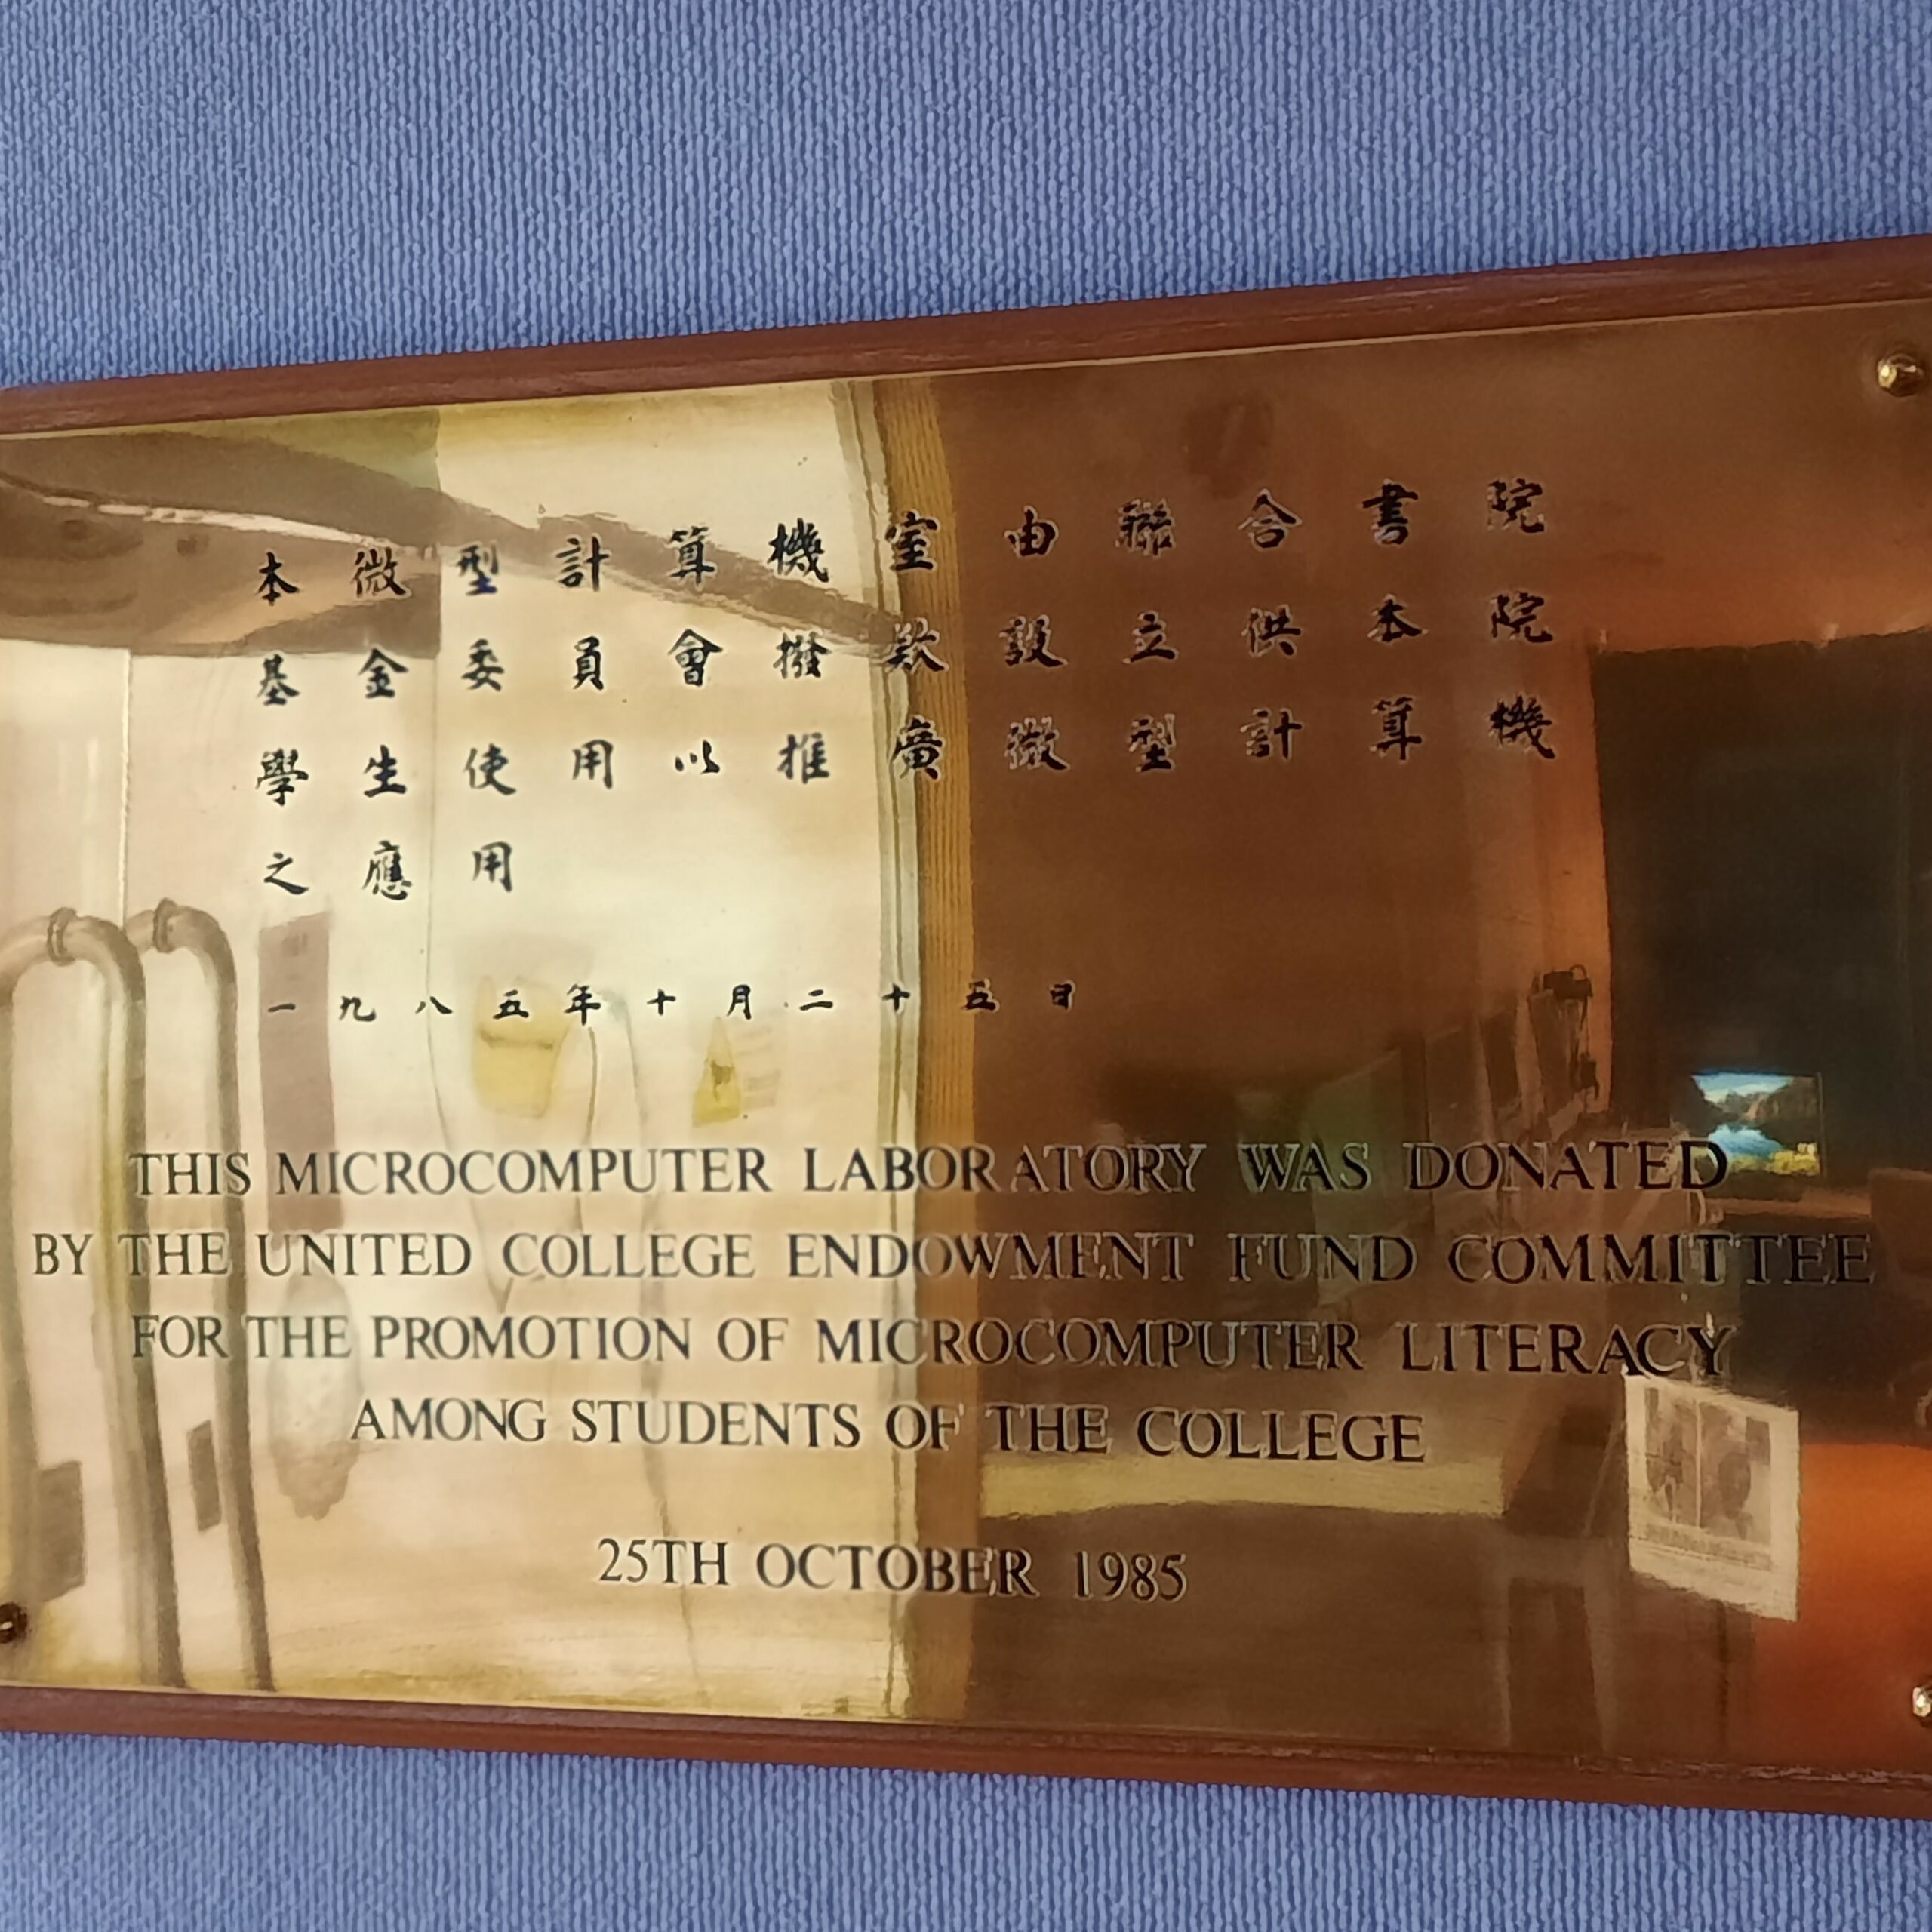 本微型計算機室由聯合書院
基金委員會撥款設立供本院
學生使用以推廣微型計算機
之應用
一九八五年十月二十五日
THIS MICROCOMPUTER LABORATORY WAS DONATED
BY THE UNITED COLLEGE ENDOWMENT FUND COMMITTEE
FOR THE PROMOTION OF MICROCOMPUTER LITERACY
AMONG STUDENTS OF THE COLLEGE
25TH OCTOBER 1985